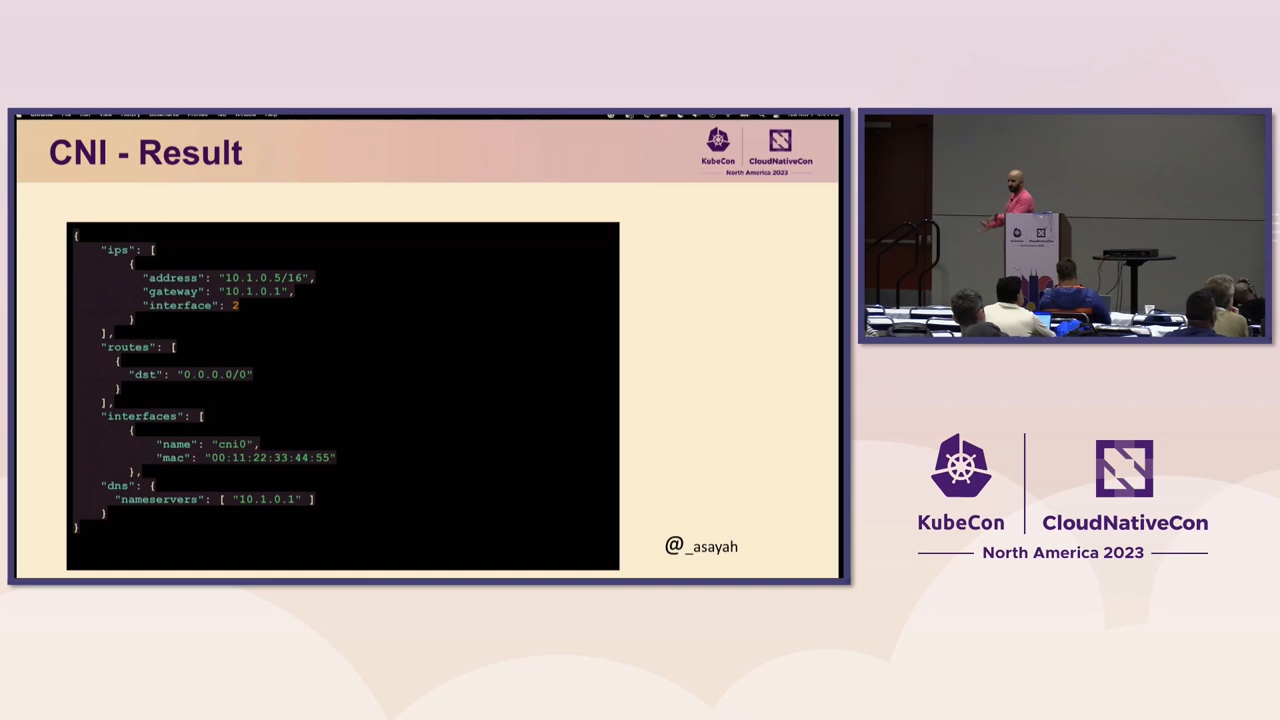 CNI - Result
KubeCon
CloudNativeCon
North America 2023
{
"ips": [
{
"address": "10.1.0.5/16",
"gateway": "10.1.0.1",
"interface": 2
}
],
"routes": [
{
"dst": "0.0.0.0/0"
}
],
"interfaces": [
{
"name": "cni0",
"mac": "00:11:22:33:44:55"
},
"dns": {
"nameservers": [ "10.1.0.1" ]
}
}
@_asayah
KubeCon
CloudNativeCon
North America 2023